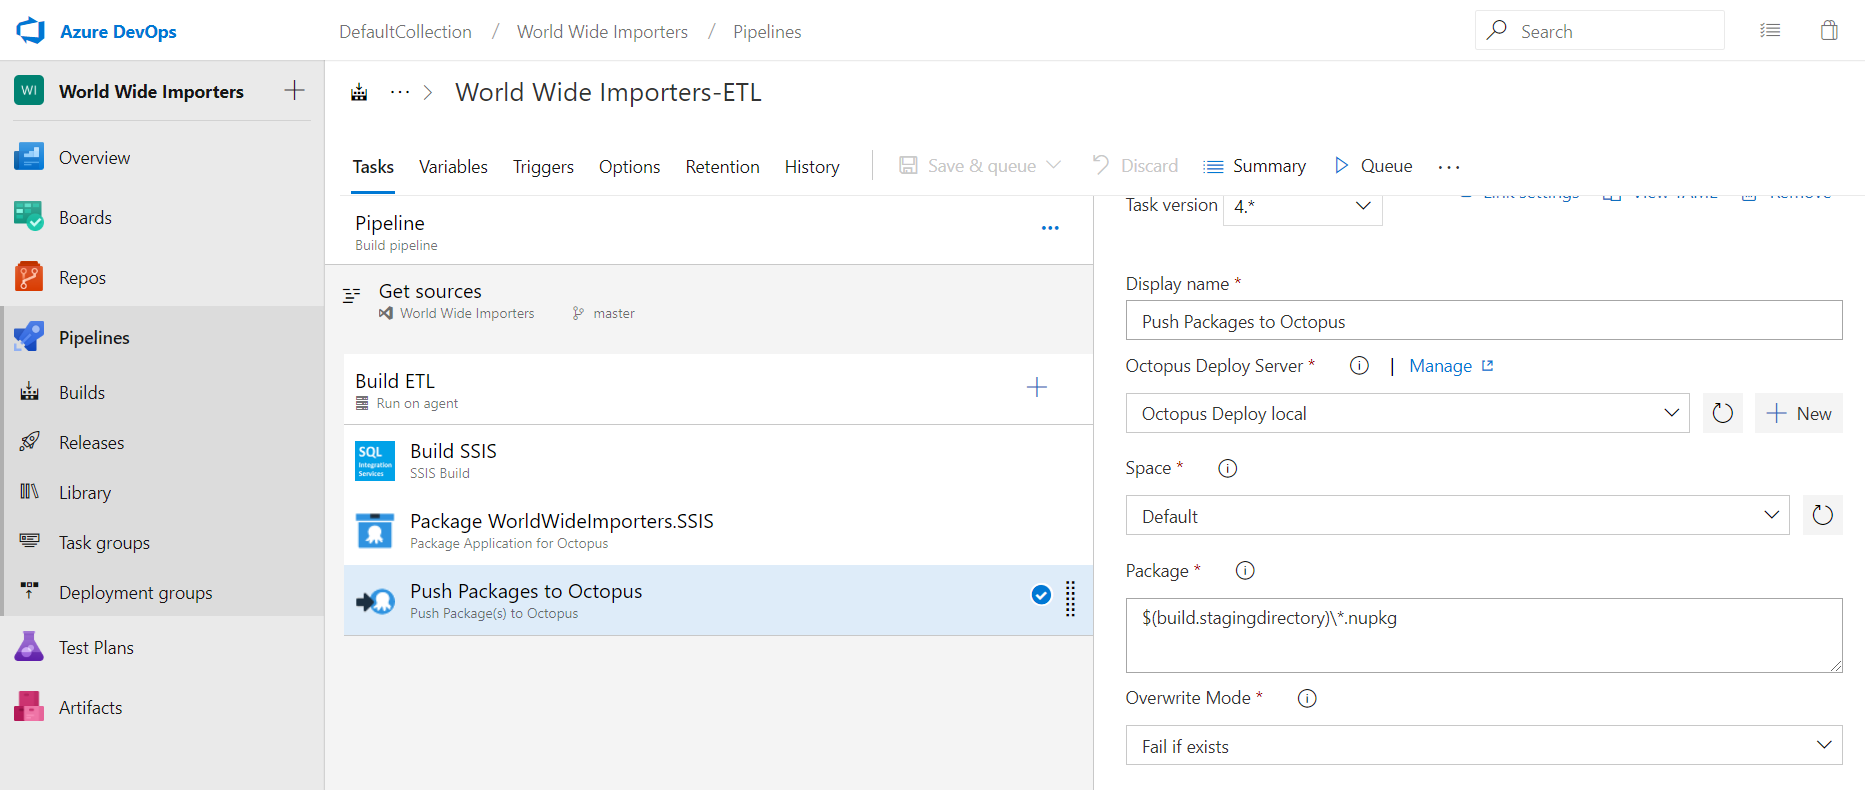 Azure DevOps
DefaultCollection / World Wide Importers / Pipelines
Search
WI World Wide Importers
Overview
Boards
Repos
Pipelines
Builds
Releases
Library
Task groups
Deployment groups
Test Plans
Artifacts
World Wide Importers-ETL
Tasks Variables Triggers Options Retention History Save & queue Discard Summary Queue
Pipeline
Build pipeline
Get sources
World Wide Importers master
Build ETL
Run on agent
SQL Integration Services
Build SSIS
SSIS Build
Package WorldWideImporters.SSIS
Package Application for Octopus
Push Packages to Octopus
Push Package(s) to Octopus
Task version 4.*
Link settings View YAML Remove
Display name *
Push Packages to Octopus
Octopus Deploy Server * | Manage
Octopus Deploy local
New
Space *
Default
Package *
$(build.stagingdirectory)\*.nupkg
Overwrite Mode *
Fail if exists